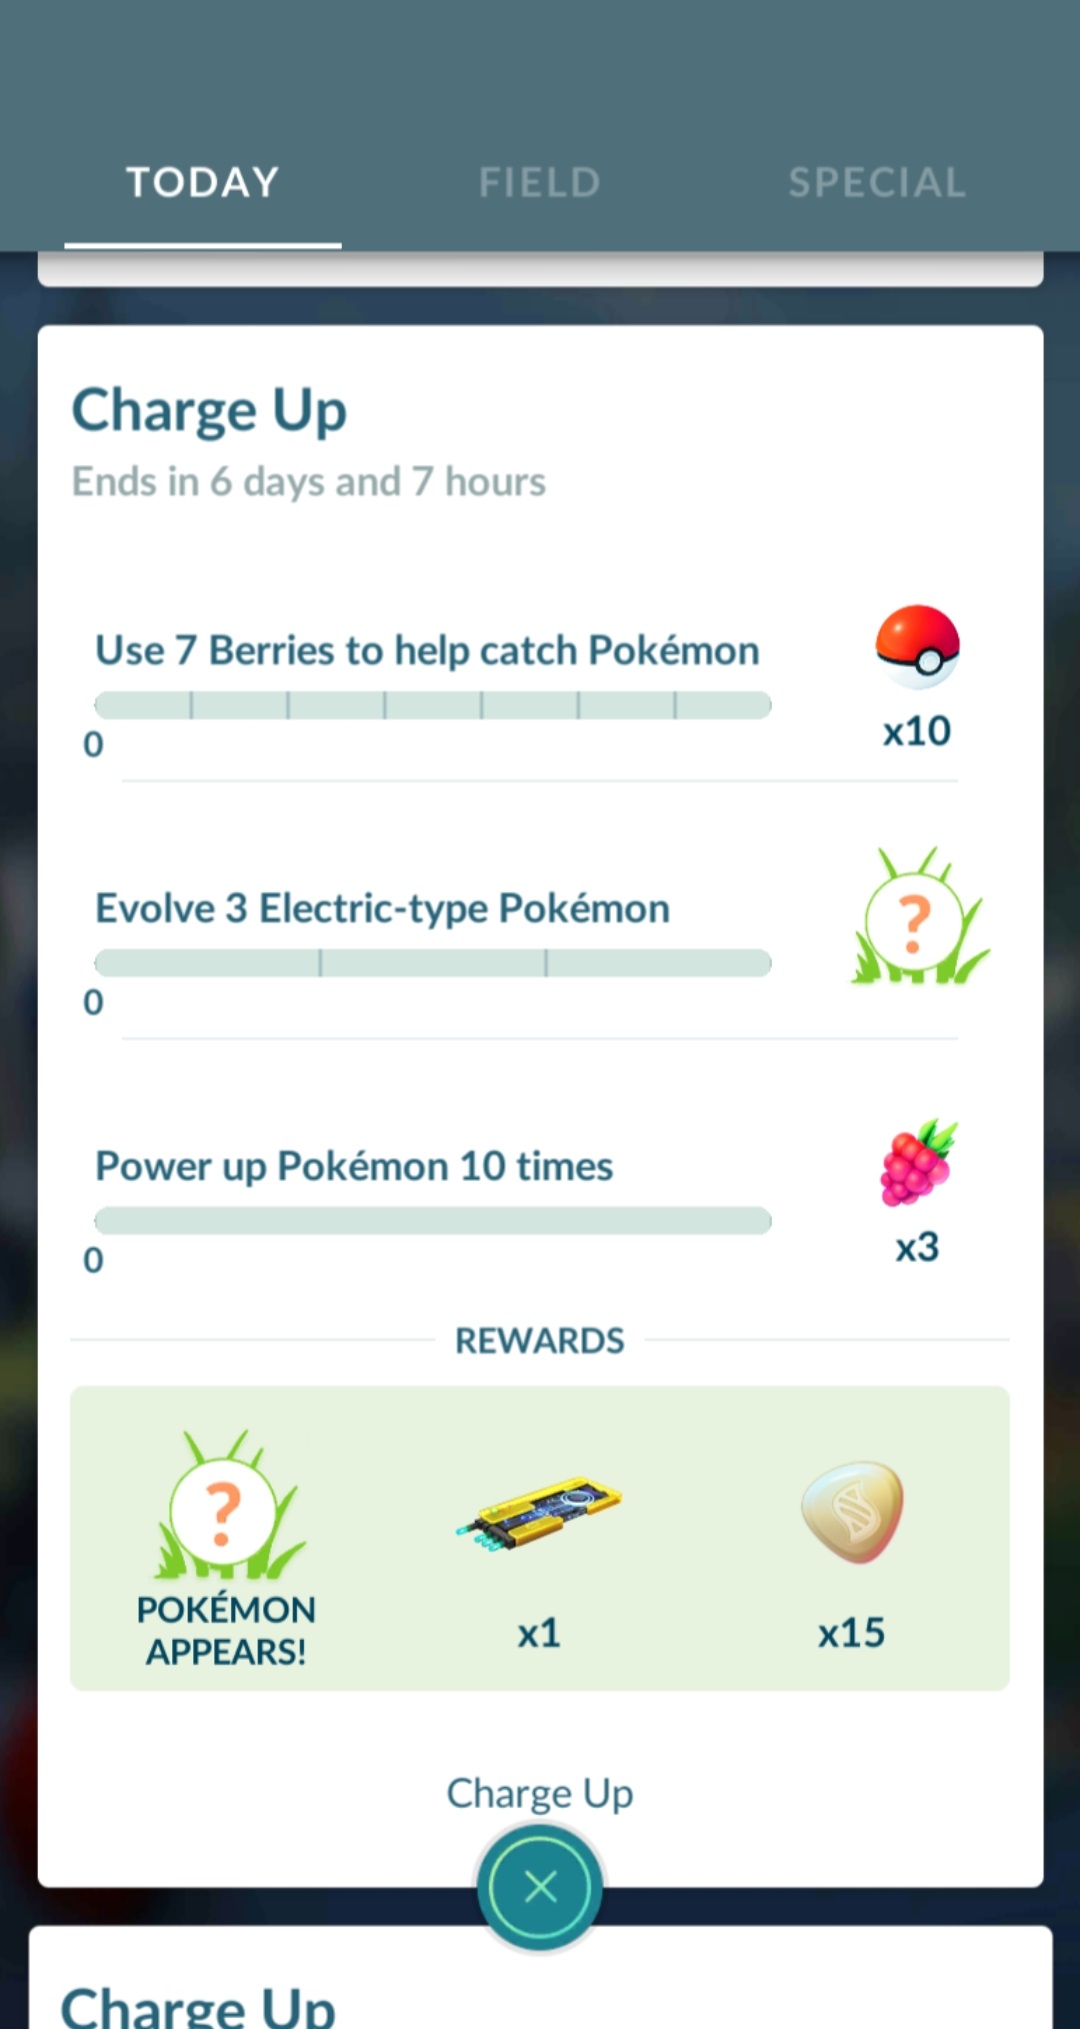 TODAY
FIELD
SPECIAL
Charge Up
Ends in 6 days and 7 hours
Use 7 Berries to help catch Pokémon
0
x10
Evolve 3 Electric-type Pokémon
?
0
Power up Pokémon 10 times
0
x3
REWARDS
?
POKÉMON
APPEARS!
x1
x15
Charge Up
Charge Up